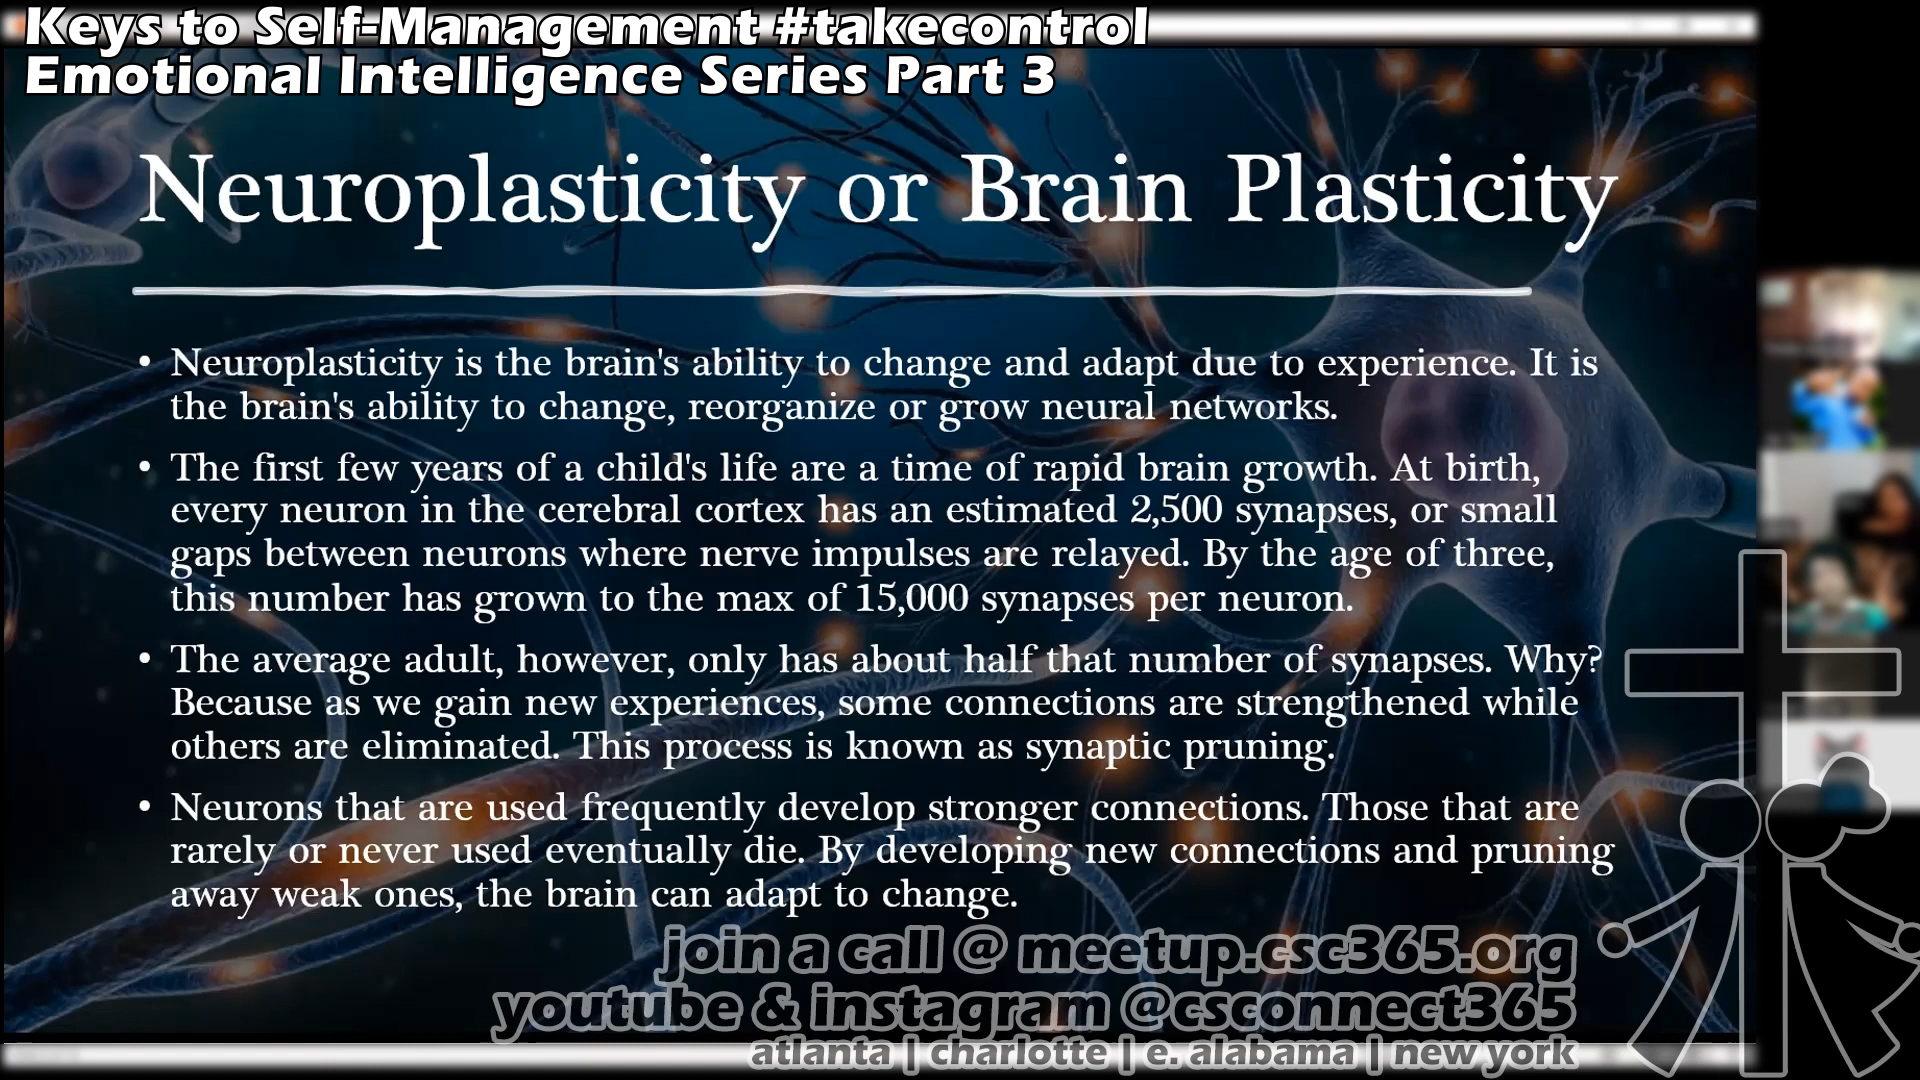 Keys to Self-Management #takecontrol
Emotional Intelligence Series Part 3
Neuroplasticity or Brain Plasticity
• Neuroplasticity is the brain's ability to change and adapt due to experience. It is
the brain's ability to change, reorganize or grow neural networks.
• The first few years of a child's life are a time of rapid brain growth. At birth,
every neuron in the cerebral cortex has an estimated 2,500 synapses, or small
gaps between neurons where nerve impulses are relayed. By the age of three,
this number has grown to the max of 15,000 synapses per neuron.
• The average adult, however, only has about half that number of synapses. Why?
Because as we gain new experiences, some connections are strengthened while
others are eliminated. This process is known as synaptic pruning.
• Neurons that are used frequently develop stronger connections. Those that are
rarely or never used eventually die. By developing new connections and pruning
away weak ones, the brain can adapt to change.
join a call @ meetup.csc365.org
youtube & instagram @csconnect365
atlanta | charlotte | e. alabama | new york